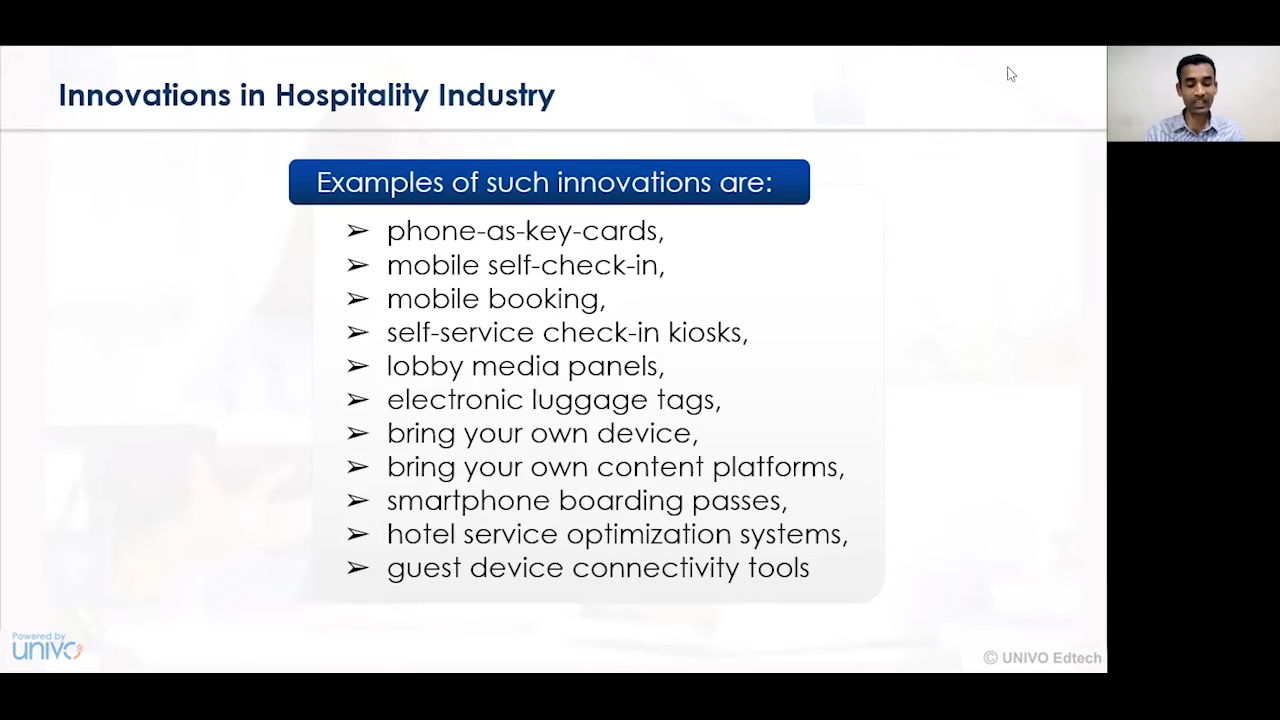 Innovations in Hospitality Industry
Examples of such innovations are:
➢ phone-as-key-cards,
➢ mobile self-check-in,
➢ mobile booking,
➢ self-service check-in kiosks,
➢ lobby media panels,
➢ electronic luggage tags,
➢ bring your own device,
➢ bring your own content platforms,
➢ smartphone boarding passes,
➢ hotel service optimization systems,
➢ guest device connectivity tools
Powered by
univo
© UNIVO Edtech